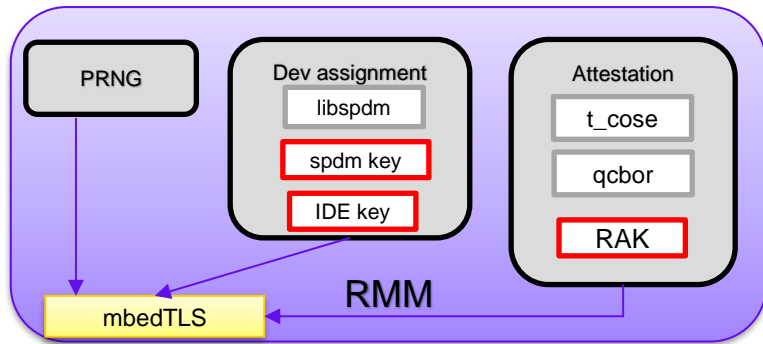 PRNG
Dev assignment
libspdm
spdm key
IDE key
Attestation
t_cose
qcbor
RAK
RMM
mbedTLS